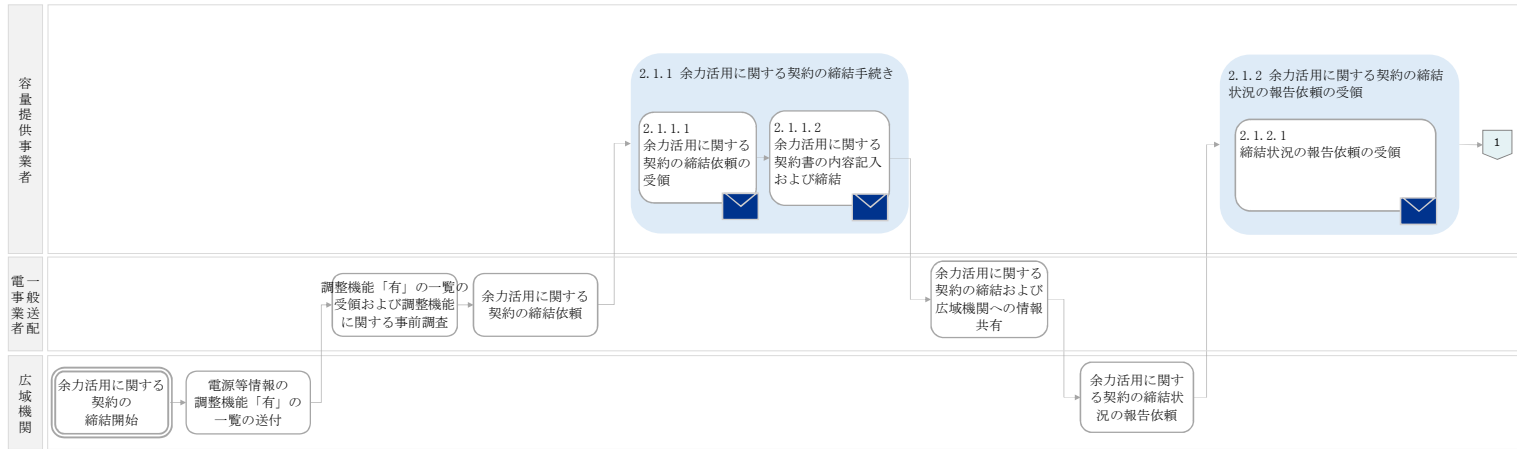 容量提供事業者
2.1.1 余力活用に関する契約の締結手続き
2.1.1.1
余力活用に関する
契約の締結依頼の
受領
2.1.1.2
余力活用に関する
契約書の内容記入
および締結
2.1.2 余力活用に関する契約の締結
状況の報告依頼の受領
2.1.2.1
締結状況の報告依頼の受領
1
一般送配
電事業者
調整機能「有」の一覧の
受領および調整機能
に関する事前調査
余力活用に関する
契約の締結依頼
余力活用に関する
契約の締結および
広域機関への情報
共有
広域機関
余力活用に関する
契約の
締結開始
電源等情報の
調整機能「有」の
一覧の送付
余力活用に関す
る契約の締結状
況の報告依頼